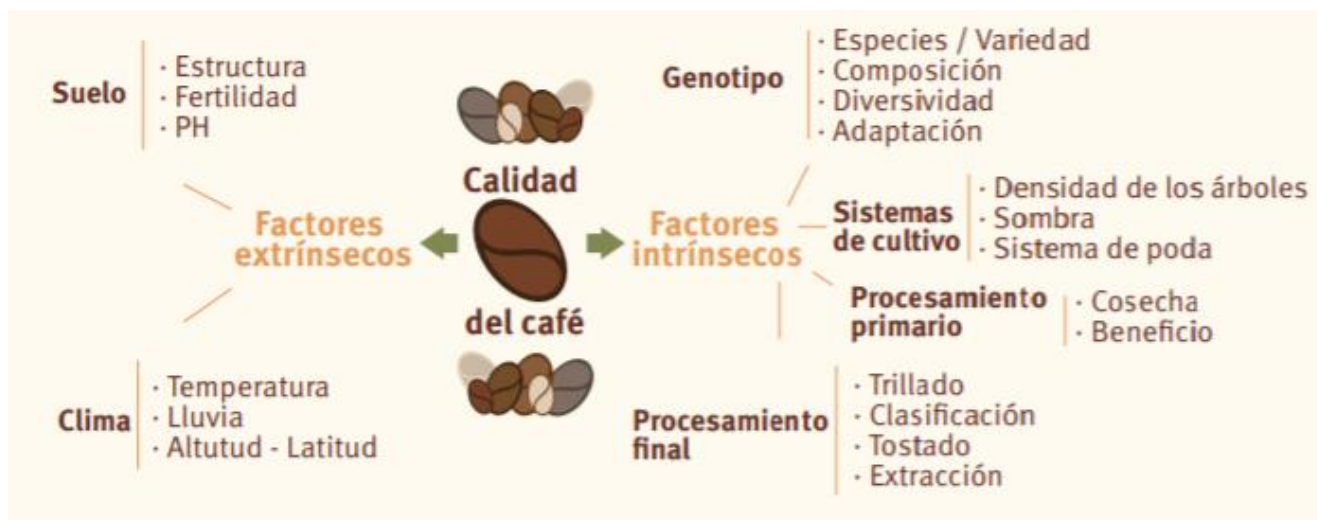 Calidad
del café
Factores
extrínsecos
Suelo
· Estructura
· Fertilidad
· PH
Clima
· Temperatura
· Lluvia
· Altutud - Latitud
Factores
intrínsecos
Genotipo
· Especies / Variedad
· Composición
· Diversividad
· Adaptación
Sistemas
de cultivo
· Densidad de los árboles
· Sombra
· Sistema de poda
Procesamiento
primario
· Cosecha
· Beneficio
Procesamiento
final
· Trillado
· Clasificación
· Tostado
· Extracción